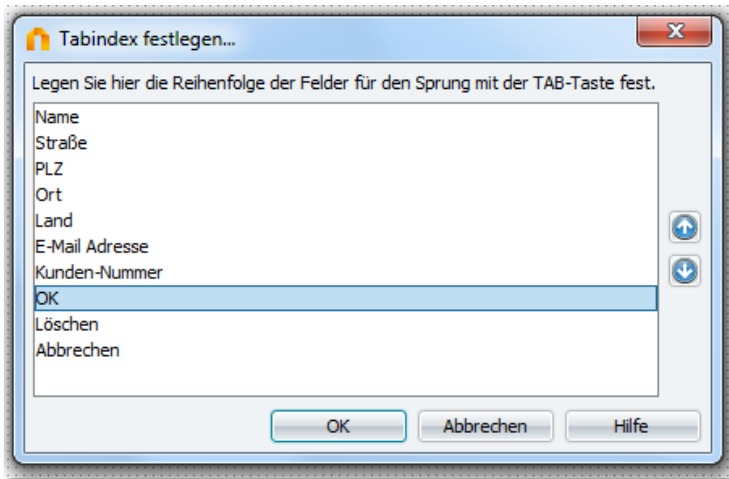 Tabindex festlegen...
Legen Sie hier die Reihenfolge der Felder für den Sprung mit der TAB-Taste fest.
Name
Straße
PLZ
Ort
Land
E-Mail Adresse
Kunden-Nummer
OK
Löschen
Abbrechen
OK Abbrechen Hilfe